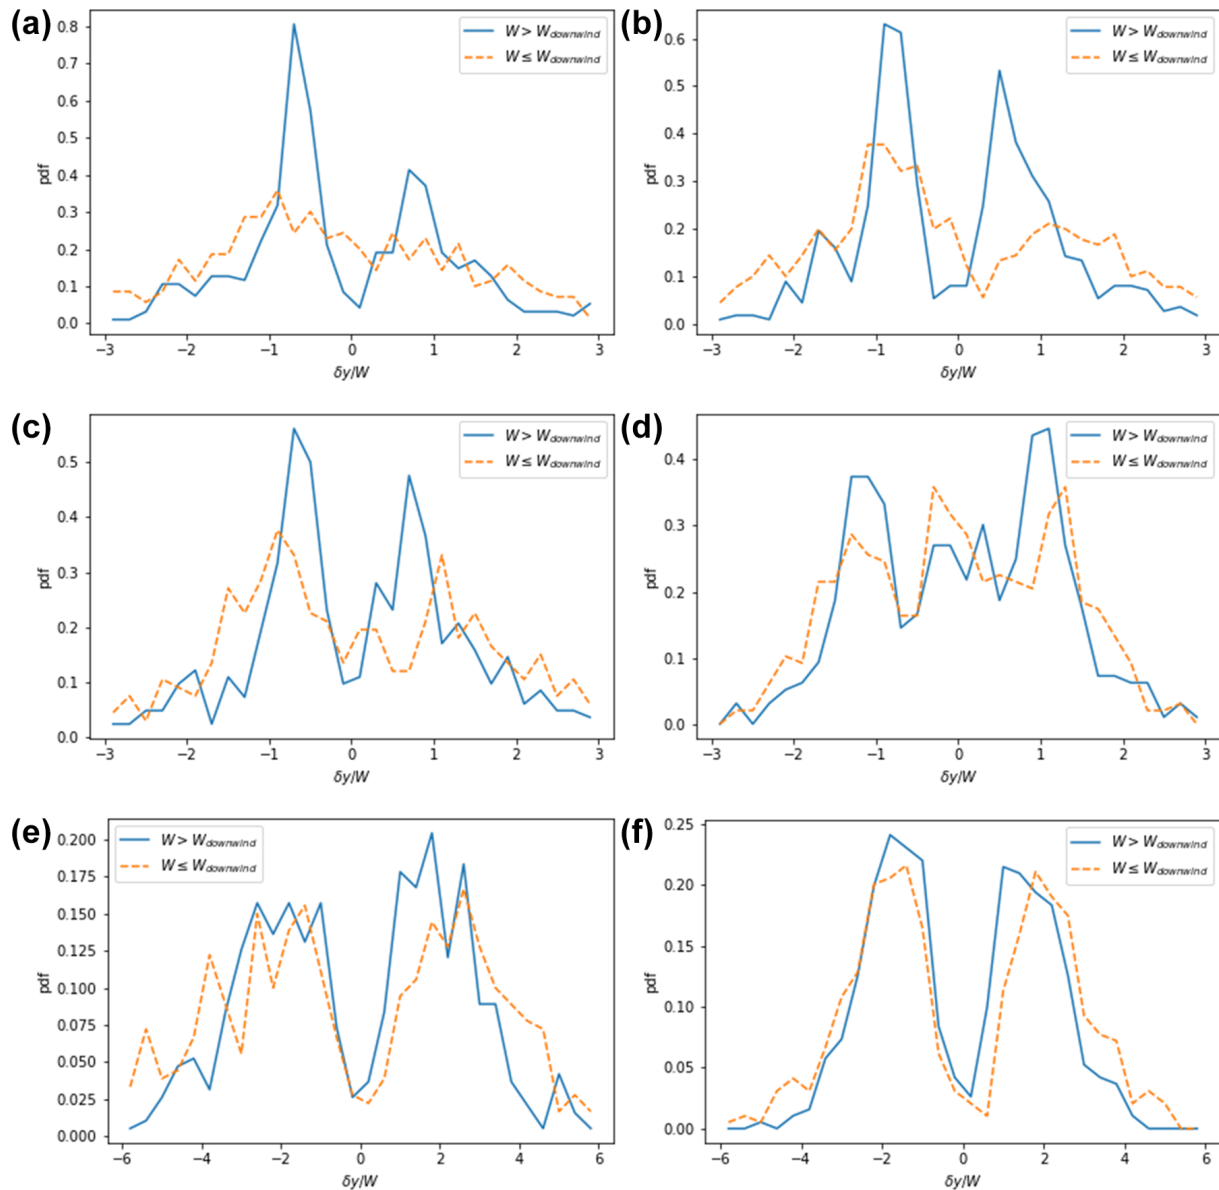 (a)
0.8
0.7
0.6
0.5
0.4
0.3
0.2
0.1
0.0
pdf
W > W_downwind
W ≤ W_downwind
−3 −2 −1 0 1 2 3
δy/W
(b)
0.6
0.5
0.4
0.3
0.2
0.1
0.0
pdf
W > W_downwind
W ≤ W_downwind
−3 −2 −1 0 1 2 3
δy/W
(c)
0.5
0.4
0.3
0.2
0.1
0.0
pdf
W > W_downwind
W ≤ W_downwind
−3 −2 −1 0 1 2 3
δy/W
(d)
0.4
0.3
0.2
0.1
0.0
pdf
W > W_downwind
W ≤ W_downwind
−3 −2 −1 0 1 2 3
δy/W
(e)
0.200
0.175
0.150
0.125
0.100
0.075
0.050
0.025
0.000
pdf
W > W_downwind
W ≤ W_downwind
−6 −4 −2 0 2 4 6
δy/W
(f)
0.25
0.20
0.15
0.10
0.05
0.00
pdf
W > W_downwind
W ≤ W_downwind
−6 −4 −2 0 2 4 6
δy/W